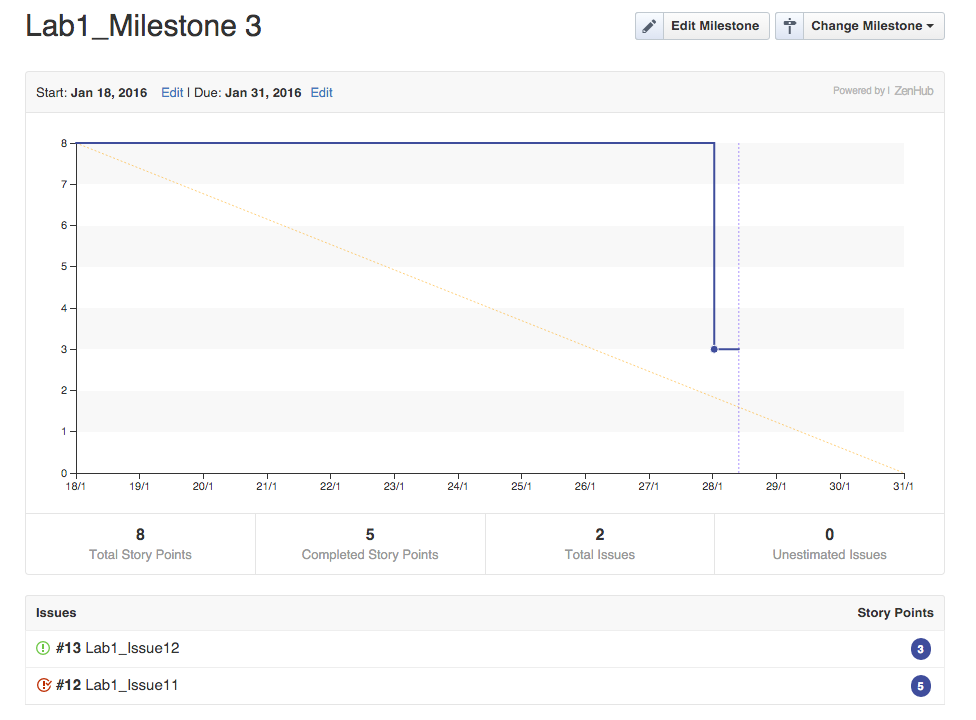 Lab1_Milestone 3
Edit Milestone
Change Milestone
Start: Jan 18, 2016 Edit | Due: Jan 31, 2016 Edit
Powered by | ZenHub
8
7
6
5
4
3
2
1
0
18/1 19/1 20/1 21/1 22/1 23/1 24/1 25/1 26/1 27/1 28/1 29/1 30/1 31/1
8 5 2 0
Total Story Points Completed Story Points Total Issues Unestimated Issues
Issues Story Points
#13 Lab1_Issue12 3
#12 Lab1_Issue11 5